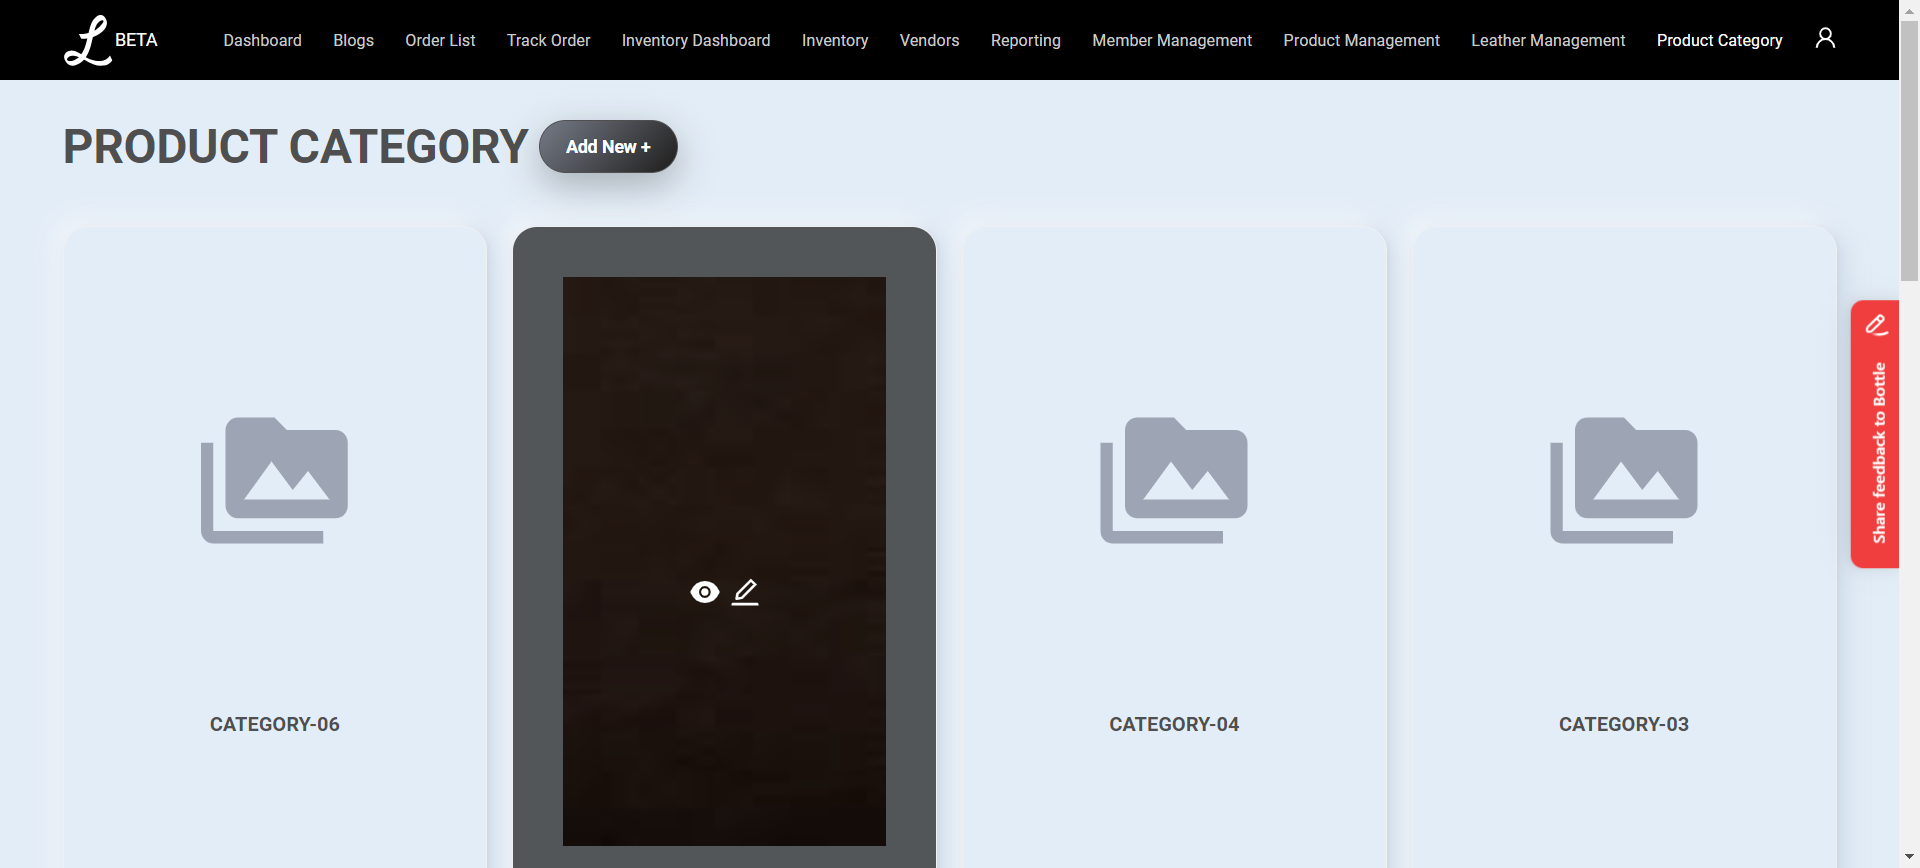 L BETA Dashboard Blogs Order List Track Order Inventory Dashboard Inventory Vendors Reporting Member Management Product Management Leather Management Product Category
PRODUCT CATEGORY Add New +
Share feedback to Bottle
CATEGORY-06 CATEGORY-04 CATEGORY-03